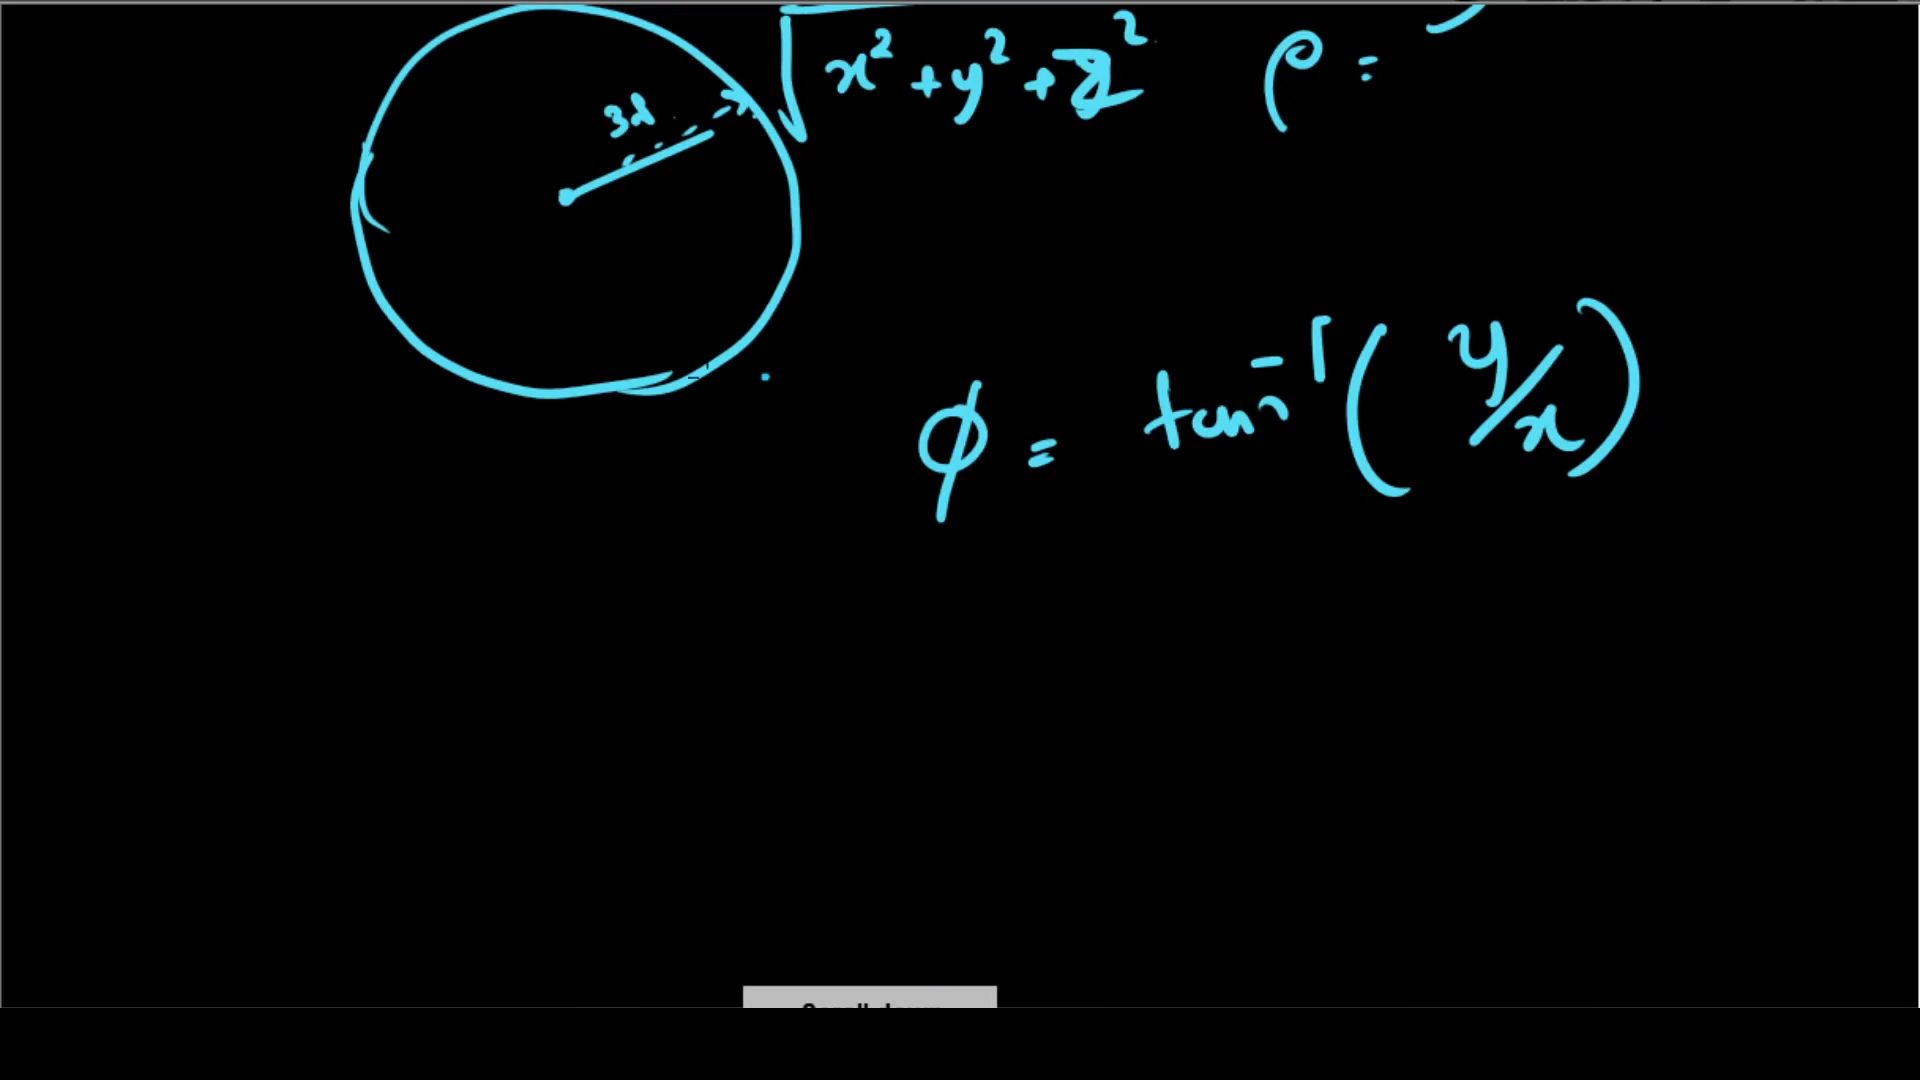 √x²+y²+z² ρ =
3d
ϕ = tan⁻¹(y/x)